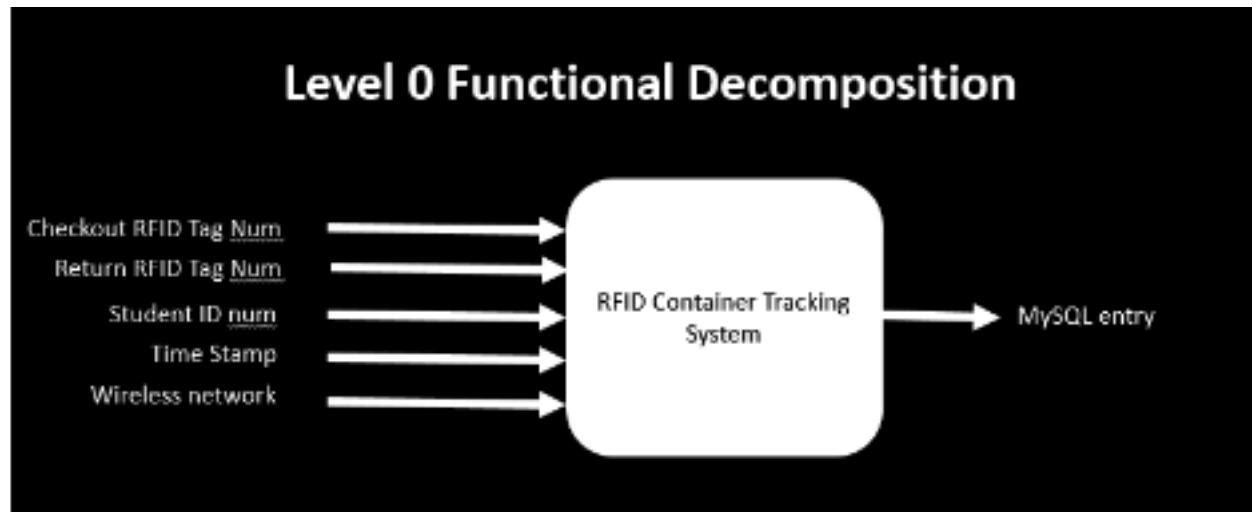 Level 0 Functional Decomposition
Checkout RFID Tag Num
Return RFID Tag Num
Student ID num
Time Stamp
Wireless network
RFID Container Tracking
System
MySQL entry